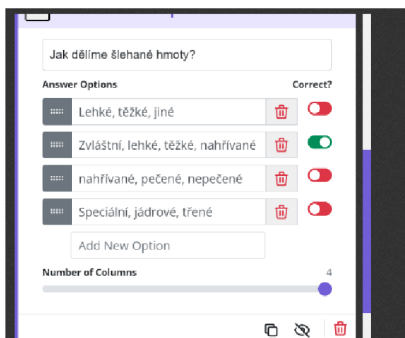 Jak dělíme šlehané hmoty?
Answer Options Correct?
Lehké, těžké, jiné
Zvláštní, lehké, těžké, nahřívané
nahřívané, pečené, nepečené
Speciální, jádrové, třené
Add New Option
Number of Columns 4